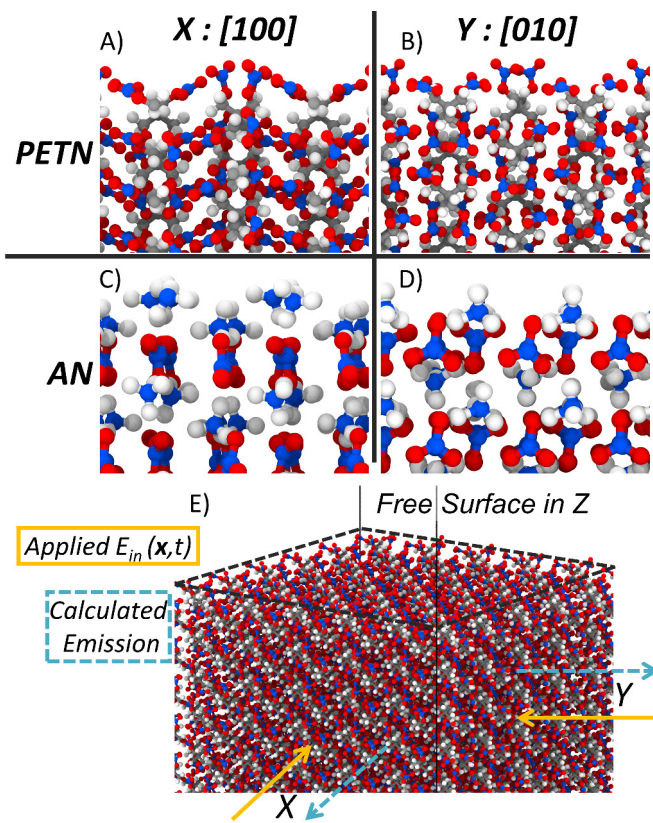 X : [100]
Y : [010]
A)
B)
PETN
C)
D)
AN
E)
Free Surface in Z
Applied E_in (x,t)
Calculated
Emission
Y
X